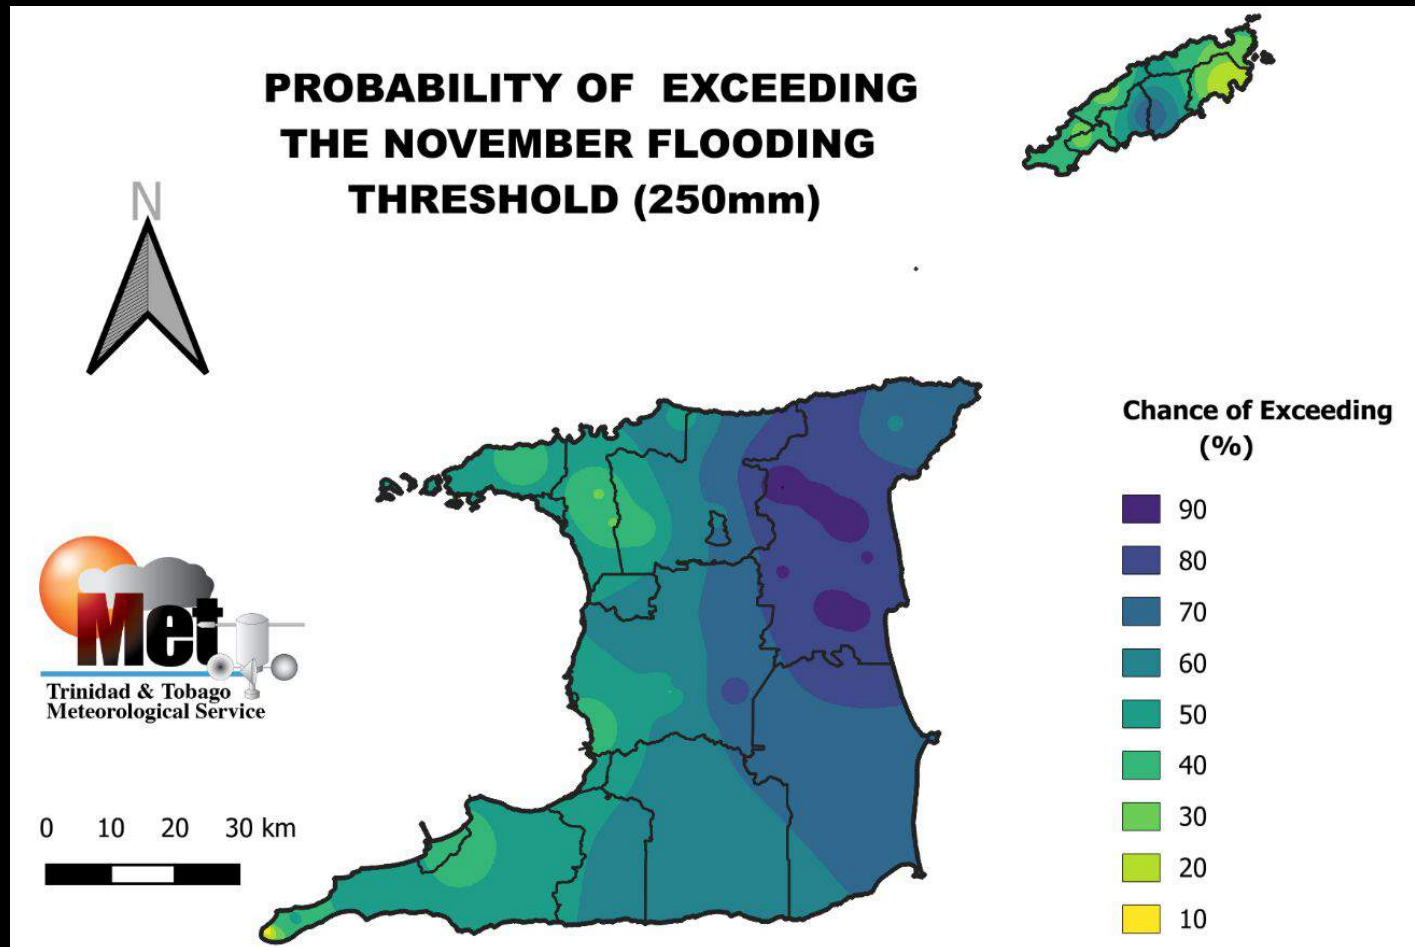 PROBABILITY OF EXCEEDING
THE NOVEMBER FLOODING
THRESHOLD (250mm)
N
Chance of Exceeding
(%)
90
80
70
60
50
40
30
20
10
Met
Trinidad & Tobago
Meteorological Service
0 10 20 30 km